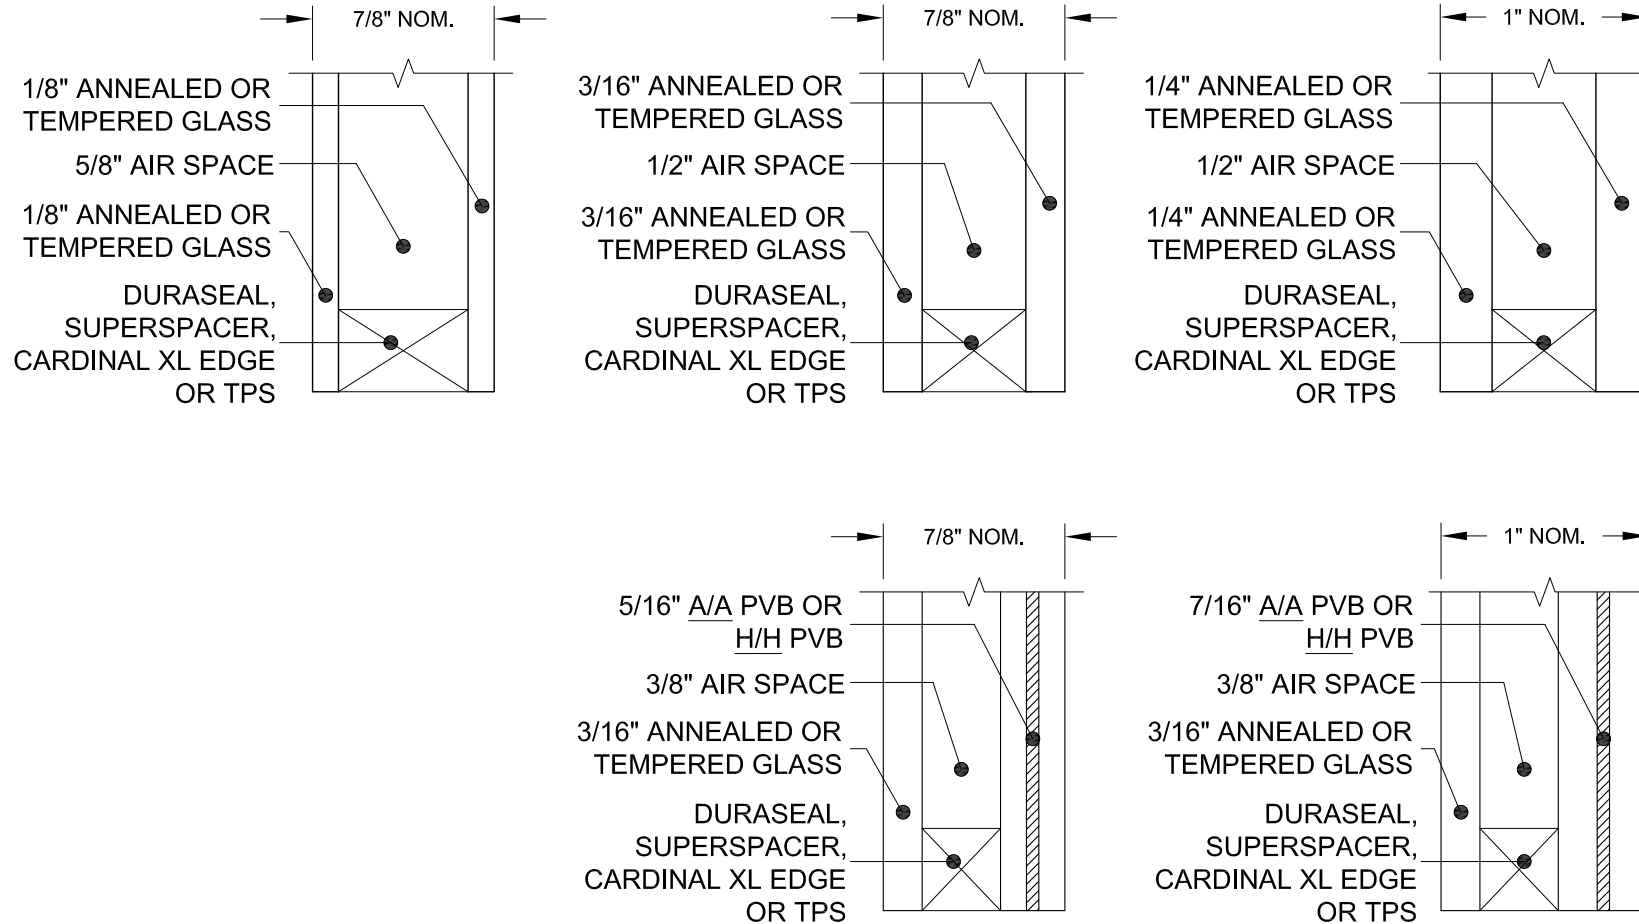 7/8" NOM.
1/8" ANNEALED OR
TEMPERED GLASS
5/8" AIR SPACE
1/8" ANNEALED OR
TEMPERED GLASS
DURASEAL,
SUPERSPACER,
CARDINAL XL EDGE
OR TPS
7/8" NOM.
3/16" ANNEALED OR
TEMPERED GLASS
1/2" AIR SPACE
3/16" ANNEALED OR
TEMPERED GLASS
DURASEAL,
SUPERSPACER,
CARDINAL XL EDGE
OR TPS
1" NOM.
1/4" ANNEALED OR
TEMPERED GLASS
1/2" AIR SPACE
1/4" ANNEALED OR
TEMPERED GLASS
DURASEAL,
SUPERSPACER,
CARDINAL XL EDGE
OR TPS
7/8" NOM.
5/16" A/A PVB OR
H/H PVB
3/8" AIR SPACE
3/16" ANNEALED OR
TEMPERED GLASS
DURASEAL,
SUPERSPACER,
CARDINAL XL EDGE
OR TPS
1" NOM.
7/16" A/A PVB OR
H/H PVB
3/8" AIR SPACE
3/16" ANNEALED OR
TEMPERED GLASS
DURASEAL,
SUPERSPACER,
CARDINAL XL EDGE
OR TPS